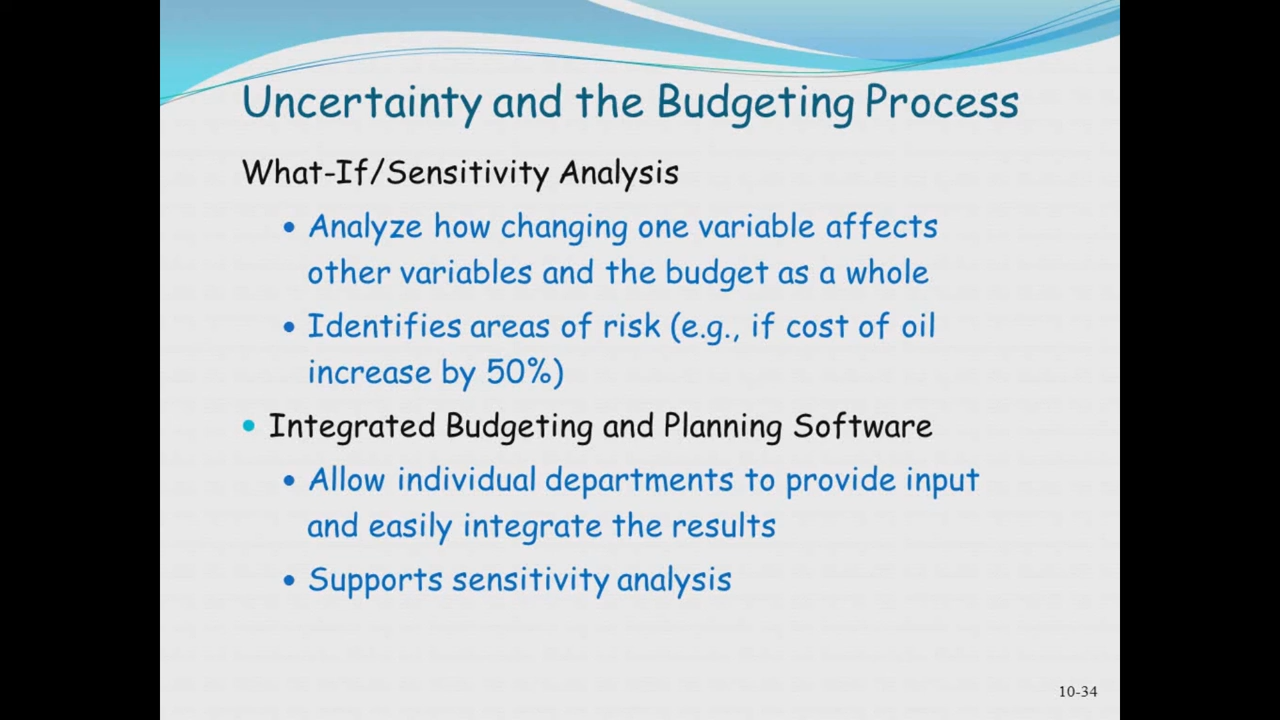 Uncertainty and the Budgeting Process
What-If/Sensitivity Analysis
• Analyze how changing one variable affects
other variables and the budget as a whole
• Identifies areas of risk (e.g., if cost of oil
increase by 50%)
• Integrated Budgeting and Planning Software
• Allow individual departments to provide input
and easily integrate the results
• Supports sensitivity analysis
10-34